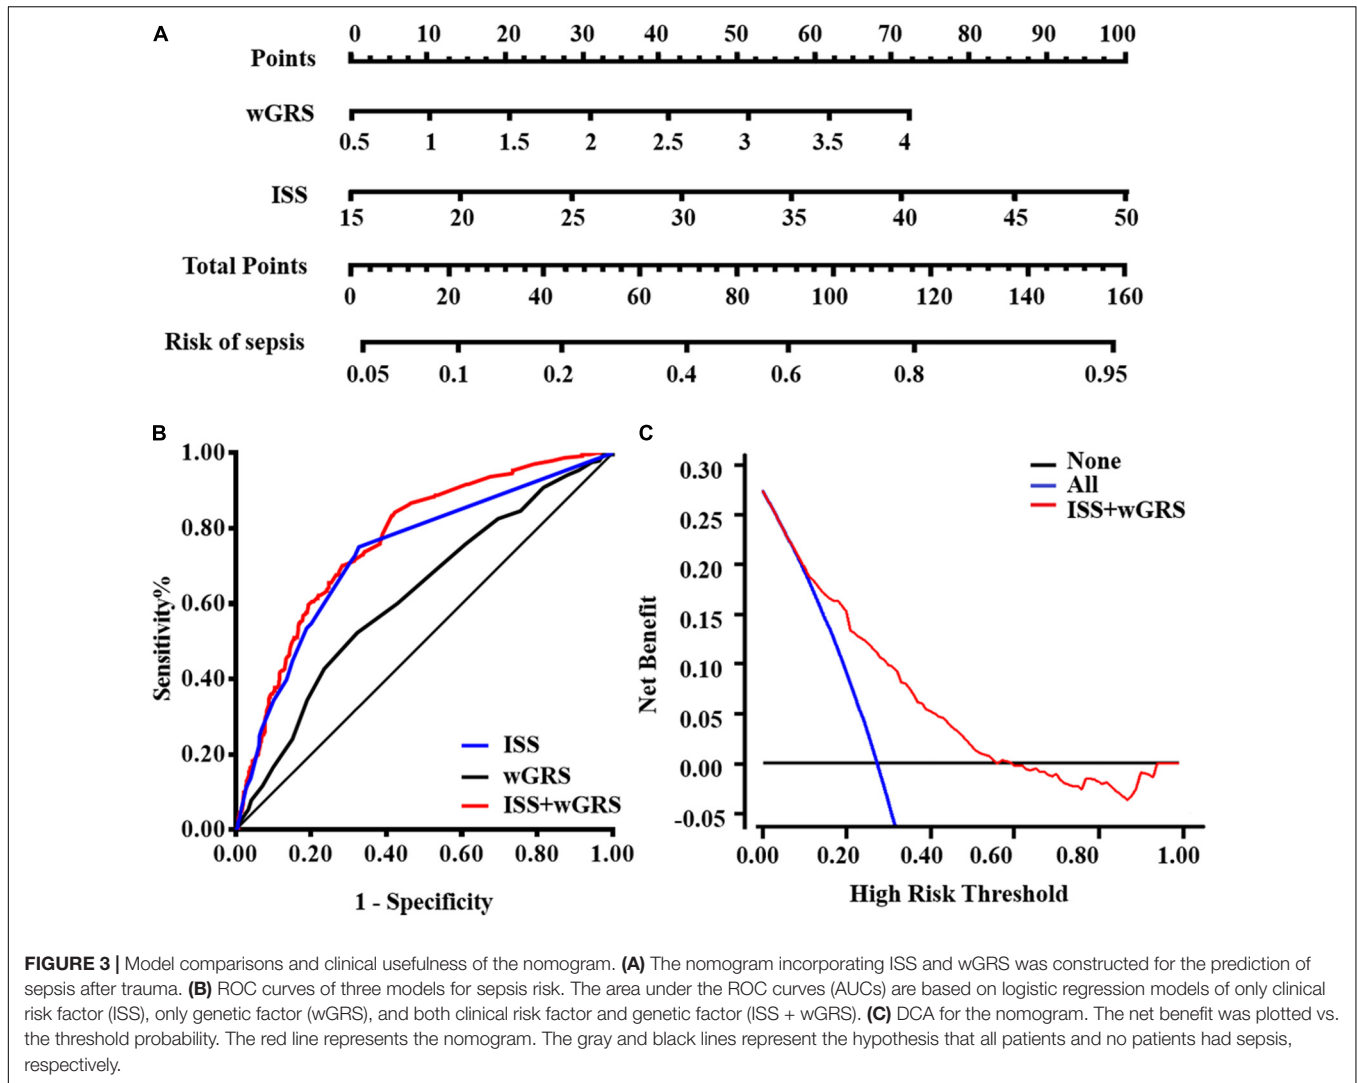 A
0 10 20 30 40 50 60 70 80 90 100
Points
wGRS
0.5 1 1.5 2 2.5 3 3.5 4
ISS
15 20 25 30 35 40 45 50
Total Points
0 20 40 60 80 100 120 140 160
Risk of sepsis
0.05 0.1 0.2 0.4 0.6 0.8 0.95
B
1.00
0.80
0.60
0.40
0.20
0.00
Sensitivity%
ISS
wGRS
ISS+wGRS
0.00 0.20 0.40 0.60 0.80 1.00
1 - Specificity
C
0.30
0.25
0.20
0.15
0.10
0.05
0.00
-0.05
Net Benefit
None
All
ISS+wGRS
0.00 0.20 0.40 0.60 0.80 1.00
High Risk Threshold
FIGURE 3 | Model comparisons and clinical usefulness of the nomogram. (A) The nomogram incorporating ISS and wGRS was constructed for the prediction of
sepsis after trauma. (B) ROC curves of three models for sepsis risk. The area under the ROC curves (AUCs) are based on logistic regression models of only clinical
risk factor (ISS), only genetic factor (wGRS), and both clinical risk factor and genetic factor (ISS + wGRS). (C) DCA for the nomogram. The net benefit was plotted vs.
the threshold probability. The red line represents the nomogram. The gray and black lines represent the hypothesis that all patients and no patients had sepsis,
respectively.